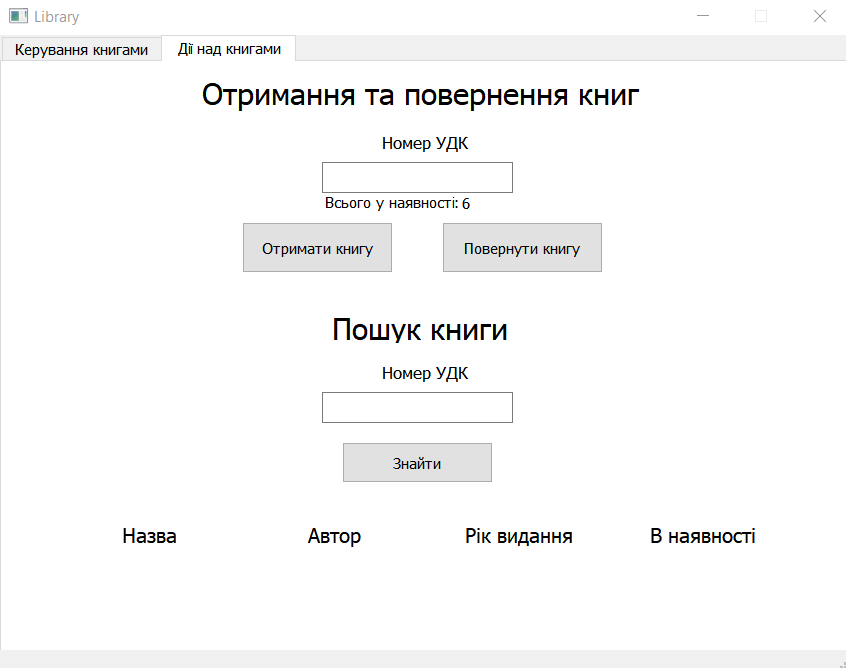 Library
Керування книгами Дії над книгами
Отримання та повернення книг
Номер УДК
Всього у наявності: 6
Отримати книгу Повернути книгу
Пошук книги
Номер УДК
Знайти
Назва Автор Рік видання В наявності